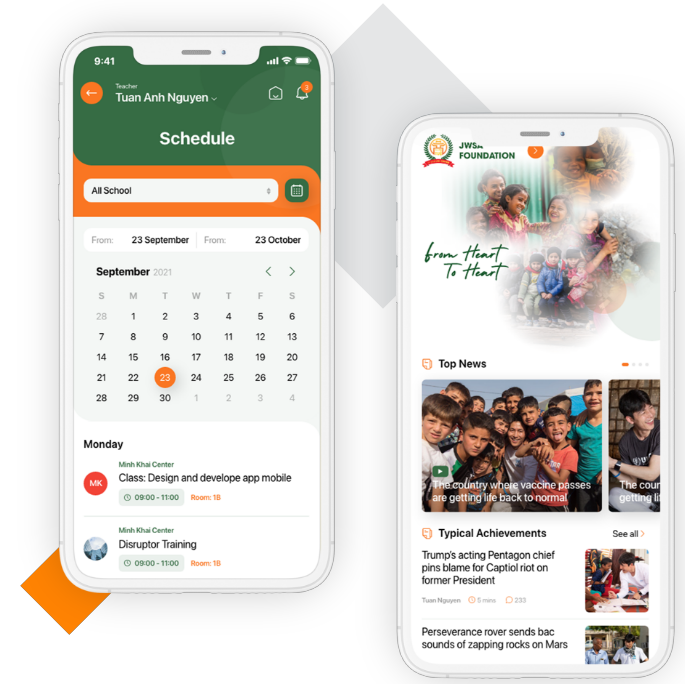 9:41
Teacher
Tuan Anh Nguyen
3
Schedule
All School
From: 23 September From: 23 October
September 2021
S M T W T F S
28 1 2 3 4 5 6
7 8 9 10 11 12 13
14 15 16 17 18 19 20
21 22 23 24 25 26 27
28 29 30 1 2 3 4
Monday
MK
Minh Khai Center
Class: Design and develope app mobile
09:00 - 11:00 Room: 1B
Minh Khai Center
Disruptor Training
09:00 - 11:00 Room: 1B
FOUNDATION
from Heart
To Heart
Top News
The country where vaccine passes
are getting life back to normal
The coun
getting li
Typical Achievements See all
Trump's acting Pentagon chief
pins blame for Captiol riot on
former President
Tuan Nguyen 5 mins 233
Perseverance rover sends bac
sounds of zapping rocks on Mars